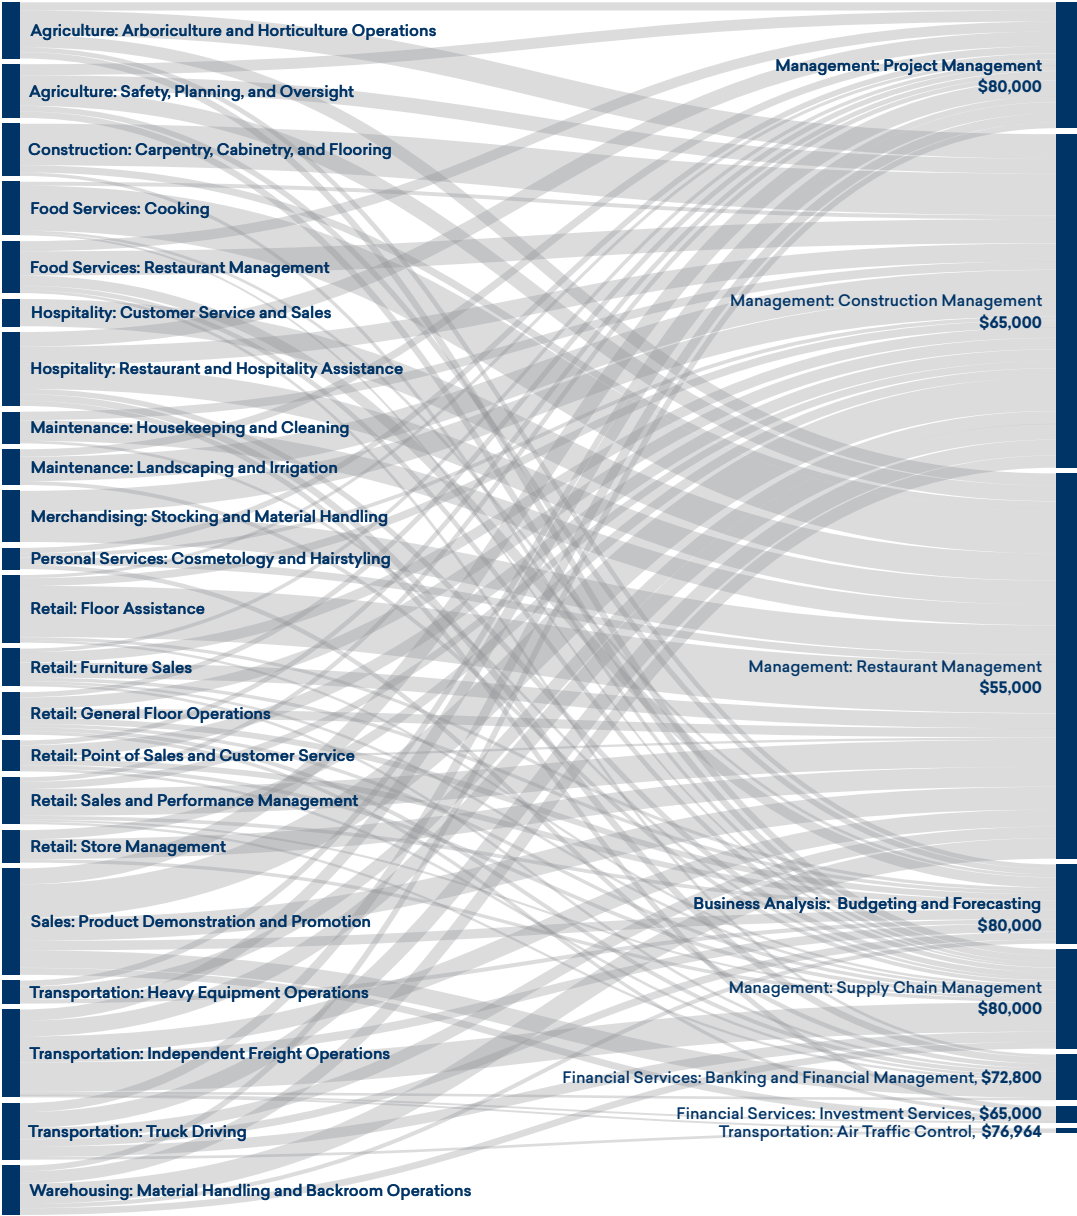 Agriculture: Arboriculture and Horticulture Operations
Agriculture: Safety, Planning, and Oversight
Construction: Carpentry, Cabinetry, and Flooring
Food Services: Cooking
Food Services: Restaurant Management
Hospitality: Customer Service and Sales
Hospitality: Restaurant and Hospitality Assistance
Maintenance: Housekeeping and Cleaning
Maintenance: Landscaping and Irrigation
Merchandising: Stocking and Material Handling
Personal Services: Cosmetology and Hairstyling
Retail: Floor Assistance
Retail: Furniture Sales
Retail: General Floor Operations
Retail: Point of Sales and Customer Service
Retail: Sales and Performance Management
Retail: Store Management
Sales: Product Demonstration and Promotion
Transportation: Heavy Equipment Operations
Transportation: Independent Freight Operations
Transportation: Truck Driving
Warehousing: Material Handling and Backroom Operations
Management: Project Management
$80,000
Management: Construction Management
$65,000
Management: Restaurant Management
$55,000
Business Analysis: Budgeting and Forecasting
$80,000
Management: Supply Chain Management
$80,000
Financial Services: Banking and Financial Management, $72,800
Financial Services: Investment Services, $65,000
Transportation: Air Traffic Control, $76,964